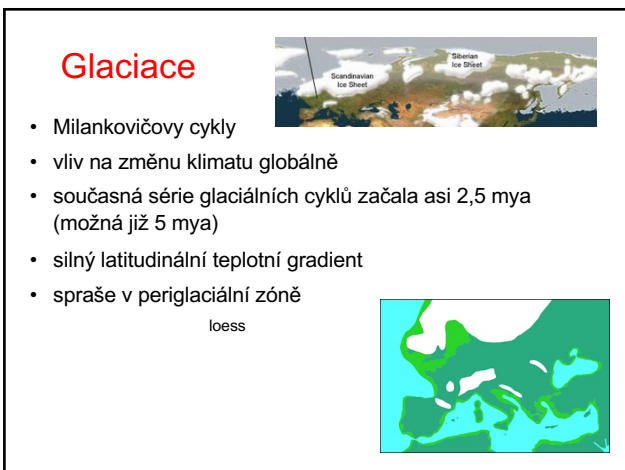 Glaciace
Siberian
Ice Sheet
Scandinavian
Ice Sheet
• Milankovičovy cykly
• vliv na změnu klimatu globálně
• současná série glaciálních cyklů začala asi 2,5 mya
(možná již 5 mya)
• silný latitudinální teplotní gradient
• spraše v periglaciální zóně
loess